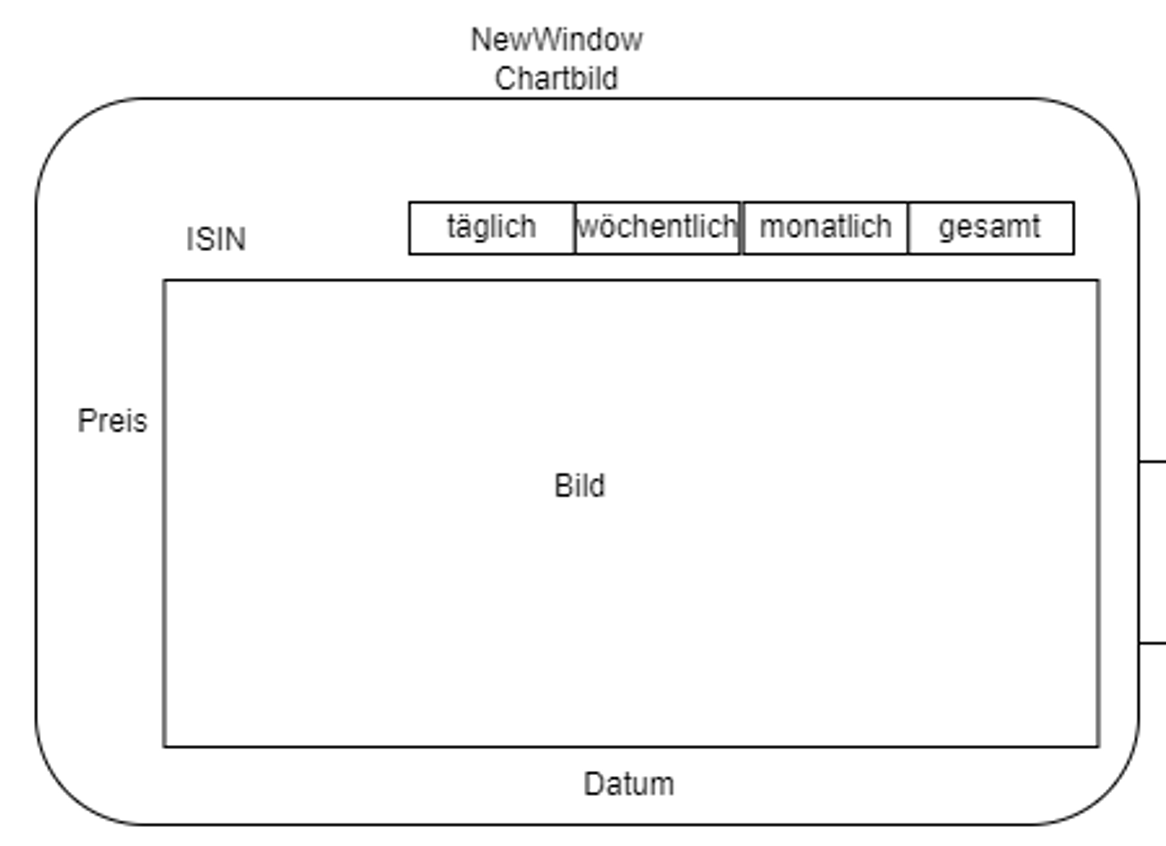 NewWindow
Chartbild
ISIN
täglich
wöchentlich
monatlich
gesamt
Preis
Bild
Datum